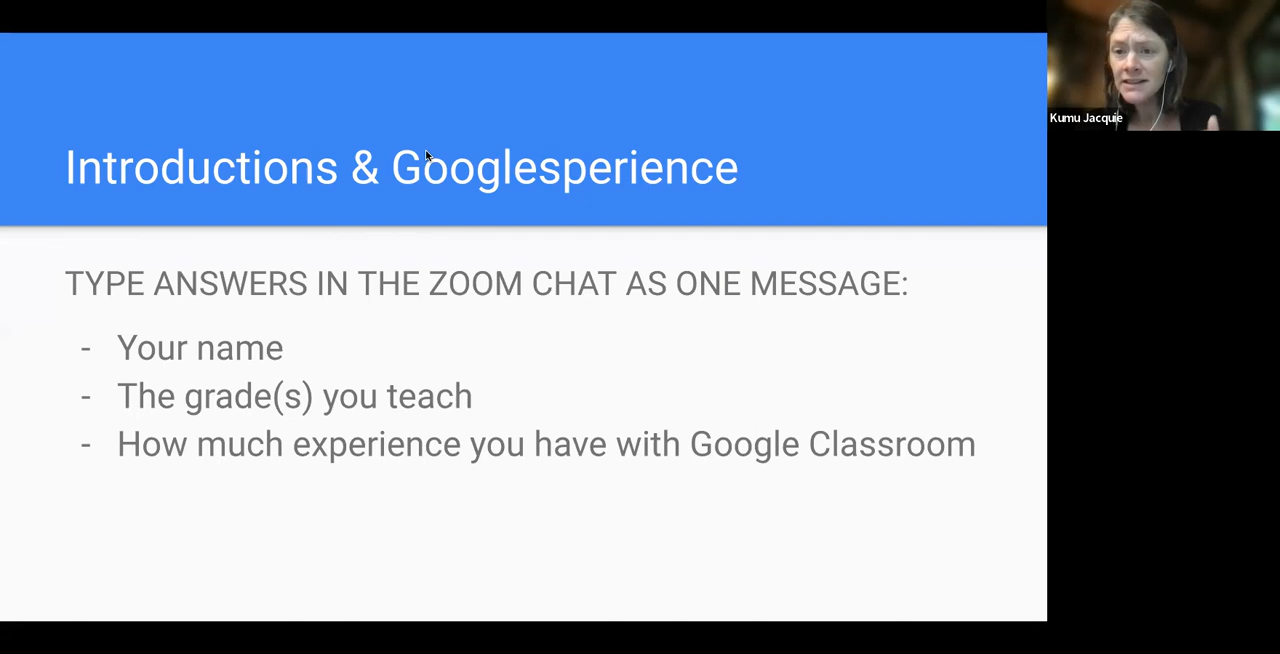 Introductions & Googlesperience
Kumu Jacquie
TYPE ANSWERS IN THE ZOOM CHAT AS ONE MESSAGE:
- Your name
- The grade(s) you teach
- How much experience you have with Google Classroom